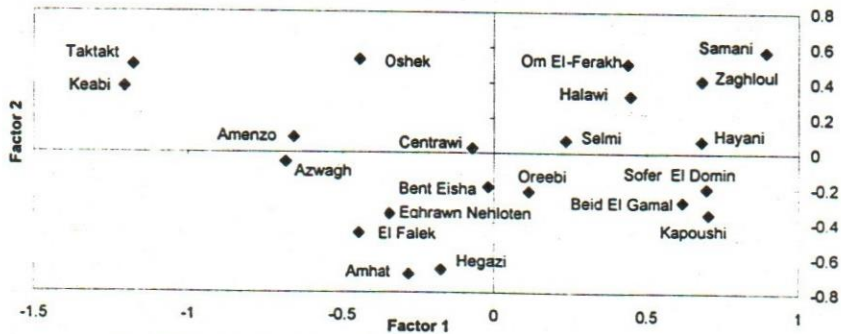 0.8
Taktakt
Oshek
Om El-Ferakh
Samani
0.6
Keabi
Halawi
Zaghloul
0.4
Factor 2
Amenzo
Centrawi
Selmi
Hayani
0.2
0
Azwagh
Bent Eisha
Oreebi
Sofer El Domin
-0.2
Eghrawn Nehloten
Beid El Gamal
El Falek
Kapoushi
-0.4
Amhat
Hegazi
-0.6
-0.8
-1.5 -1 -0.5 0 0.5 1
Factor 1